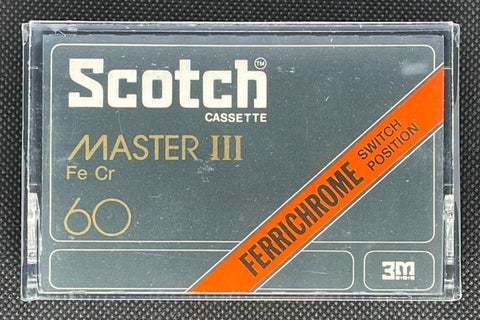 Scotch™
CASSETTE
MASTER III
Fe Cr
60
FERRICHROME
SWITCH
POSITION
3M